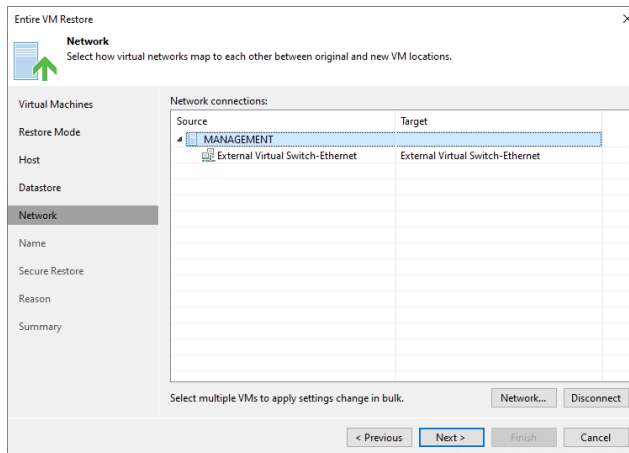 Entire VM Restore
Network
Select how virtual networks map to each other between original and new VM locations.
Virtual Machines
Restore Mode
Host
Datastore
Network
Name
Secure Restore
Reason
Summary
Network connections:
Source Target
MANAGEMENT
External Virtual Switch-Ethernet External Virtual Switch-Ethernet
Select multiple VMs to apply settings change in bulk.
Network... Disconnect
< Previous Next > Finish Cancel